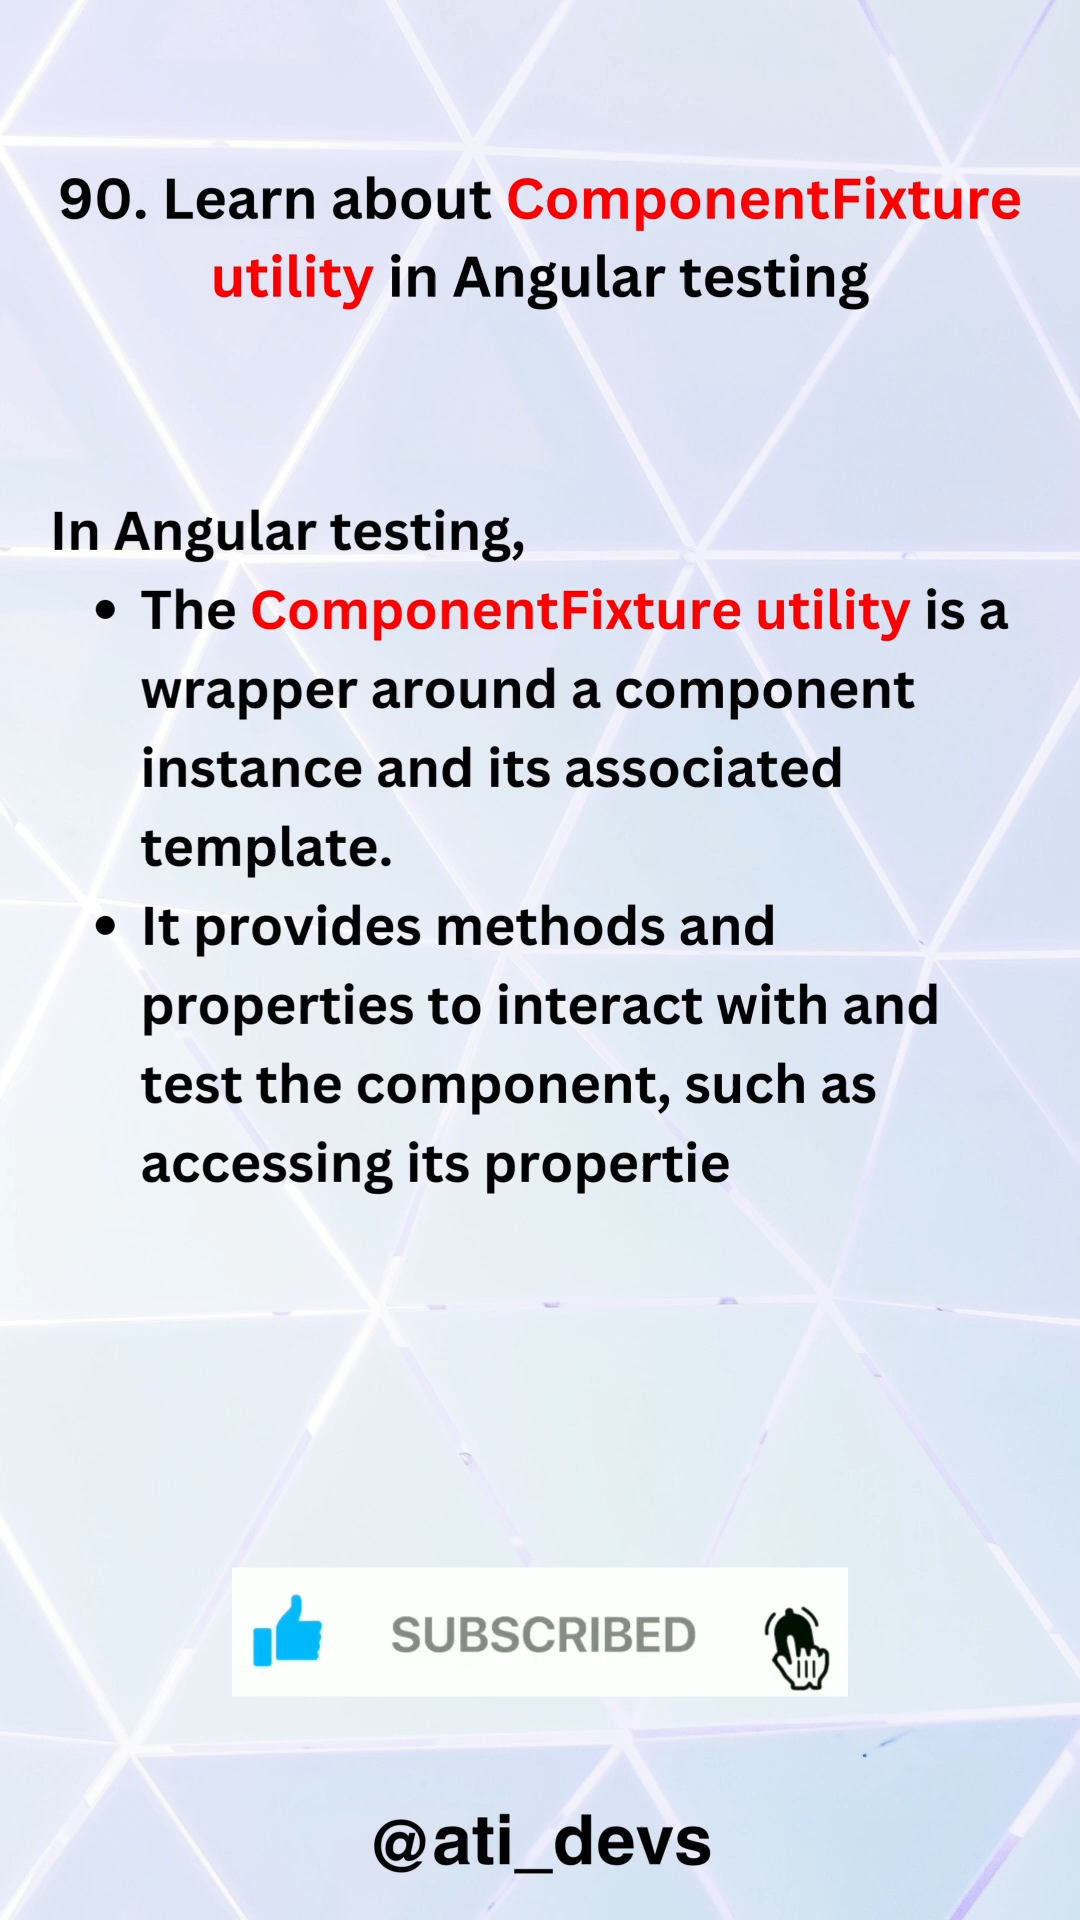 90. Learn about ComponentFixture
utility in Angular testing
In Angular testing,
• The ComponentFixture utility is a
wrapper around a component
instance and its associated
template.
• It provides methods and
properties to interact with and
test the component, such as
accessing its propertie
SUBSCRIBED
@ati_devs